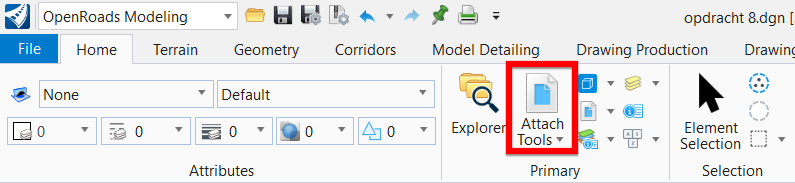 OpenRoads Modeling
opdracht 8.dgn
File Home Terrain Geometry Corridors Model Detailing Drawing Production Drawing
None Default
0 0 0 0 0
Explorer Attach Tools Element Selection
Attributes Primary Selection